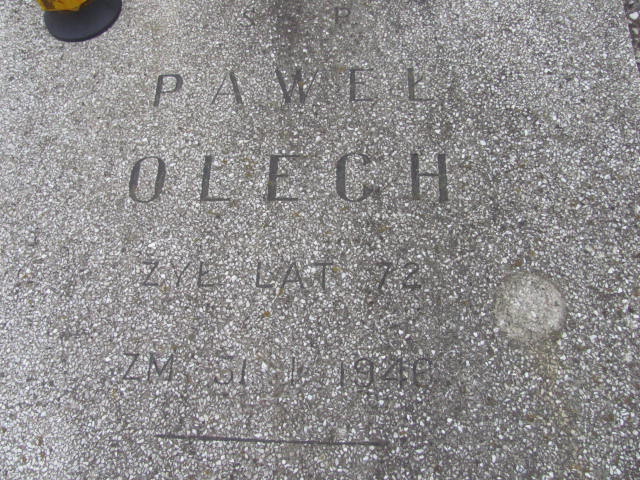 S P
PAWEŁ
OLECH
ŻYŁ LAT 72
ZM. 31 I 1946